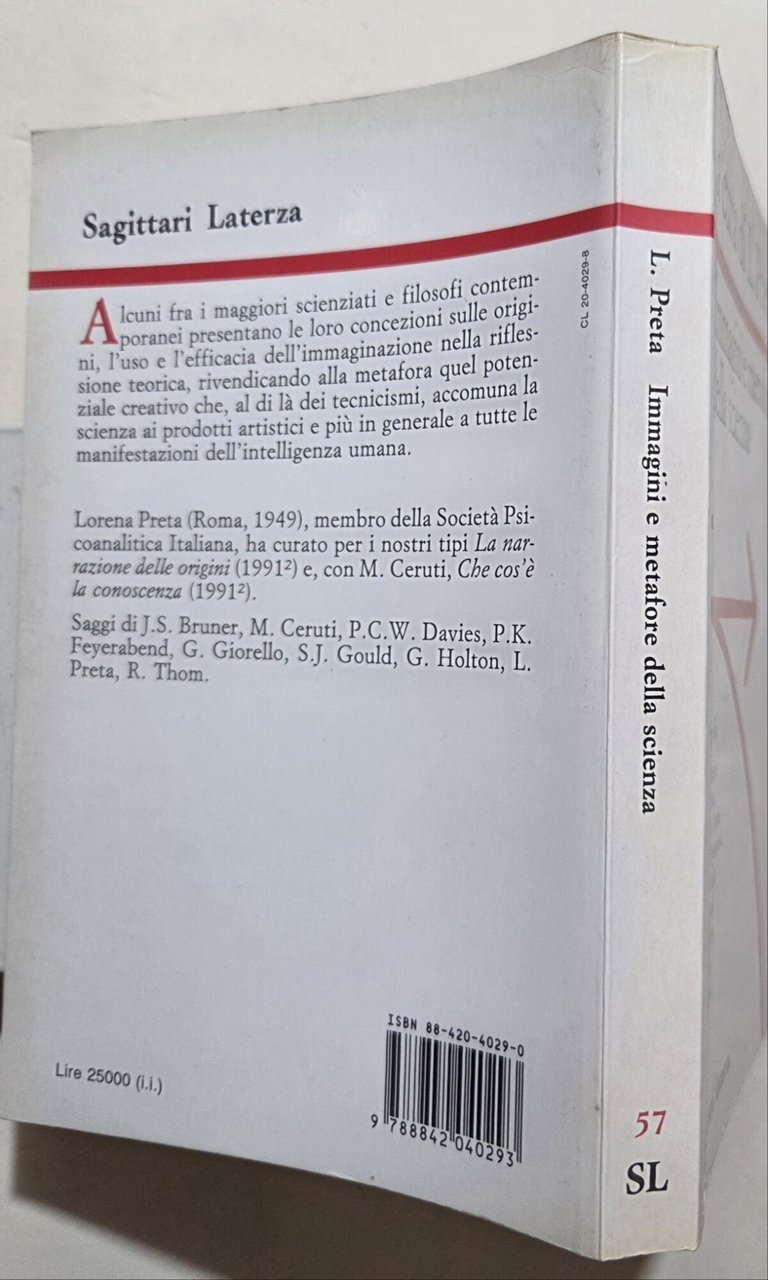 Sagittari Laterza
Alcuni fra i maggiori scienziati e filosofi contem-
poranei presentano le loro concezioni sulle origi-
ni, l'uso e l'efficacia dell'immaginazione nella rifles-
sione teorica, rivendicando alla metafora quel poten-
ziale creativo che, al di là dei tecnicismi, accomuna la
scienza ai prodotti artistici e più in generale a tutte le
manifestazioni dell'intelligenza umana.
Lorena Preta (Roma, 1949), membro della Società Psi-
coanalitica Italiana, ha curato per i nostri tipi La nar-
razione delle origini (1991²) e, con M. Ceruti, Che cos'è
la conoscenza (1991²).
Saggi di J.S. Bruner, M. Ceruti, P.C.W. Davies, P.K.
Feyerabend, G. Giorello, S.J. Gould, G. Holton, L.
Preta, R. Thom.
Lire 25000 (i.i.)
ISBN 88-420-4029-0
9 788842 040293
CL 20-4029-8
L. Preta Immagini e metafore della scienza
57
SL